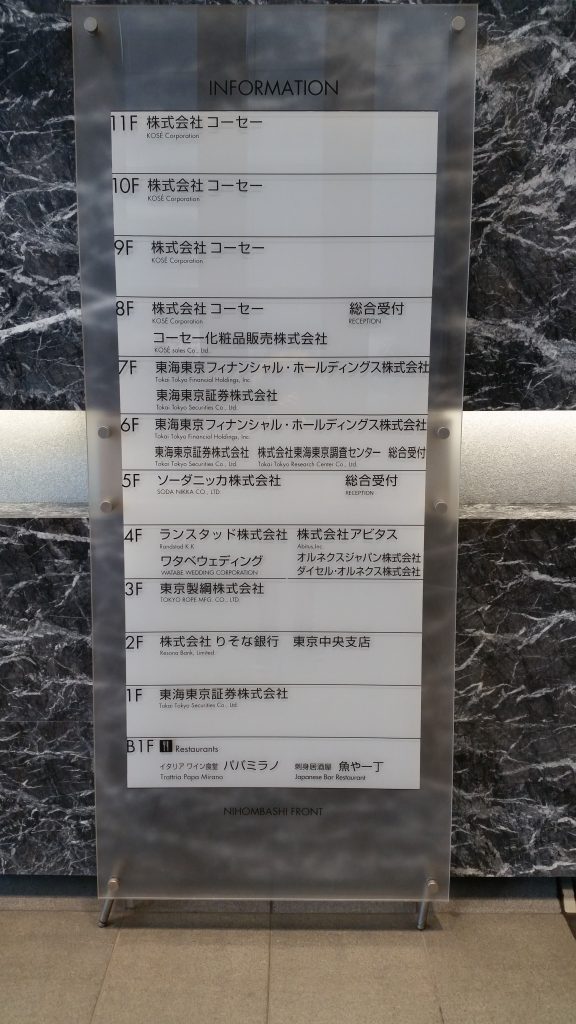 INFORMATION
11F 株式会社 コーセー
KOSÉ Corporation
10F 株式会社 コーセー
KOSÉ Corporation
9F 株式会社 コーセー
KOSÉ Corporation
8F 株式会社 コーセー 総合受付
KOSÉ Corporation RECEPTION
コーセー化粧品販売株式会社
KOSÉ sales Co., Ltd.
7F 東海東京フィナンシャル・ホールディングス株式会社
Tokai Tokyo Financial Holdings, Inc.
東海東京証券株式会社
Tokai Tokyo Securities Co., Ltd.
6F 東海東京フィナンシャル・ホールディングス株式会社
Tokai Tokyo Financial Holdings, Inc.
東海東京証券株式会社 株式会社東海東京調査センター 総合受付
Tokai Tokyo Securities Co., Ltd. Tokai Tokyo Research Center Co., Ltd. RECEPTION
5F ソーダニッカ株式会社 総合受付
SODA NIKKA CO., LTD. RECEPTION
4F ランスタッド株式会社 株式会社アビタス
Randstad K.K Abitus,Inc.
ワタベウェディング オルネクスジャパン株式会社
WATABE WEDDING CORPORATION ダイセル・オルネクス株式会社
3F 東京製綱株式会社
TOKYO ROPE MFG. CO., LTD.
2F 株式会社 りそな銀行 東京中央支店
Resona Bank, Limited
1F 東海東京証券株式会社
Tokai Tokyo Securities Co., Ltd.
B1F Restaurants
イタリア ワイン食堂 パパミラノ 刺身居酒屋 魚や一丁
Trattria Papa Mirano Japanese Bar Restaurant
NIHOMBASHI FRONT